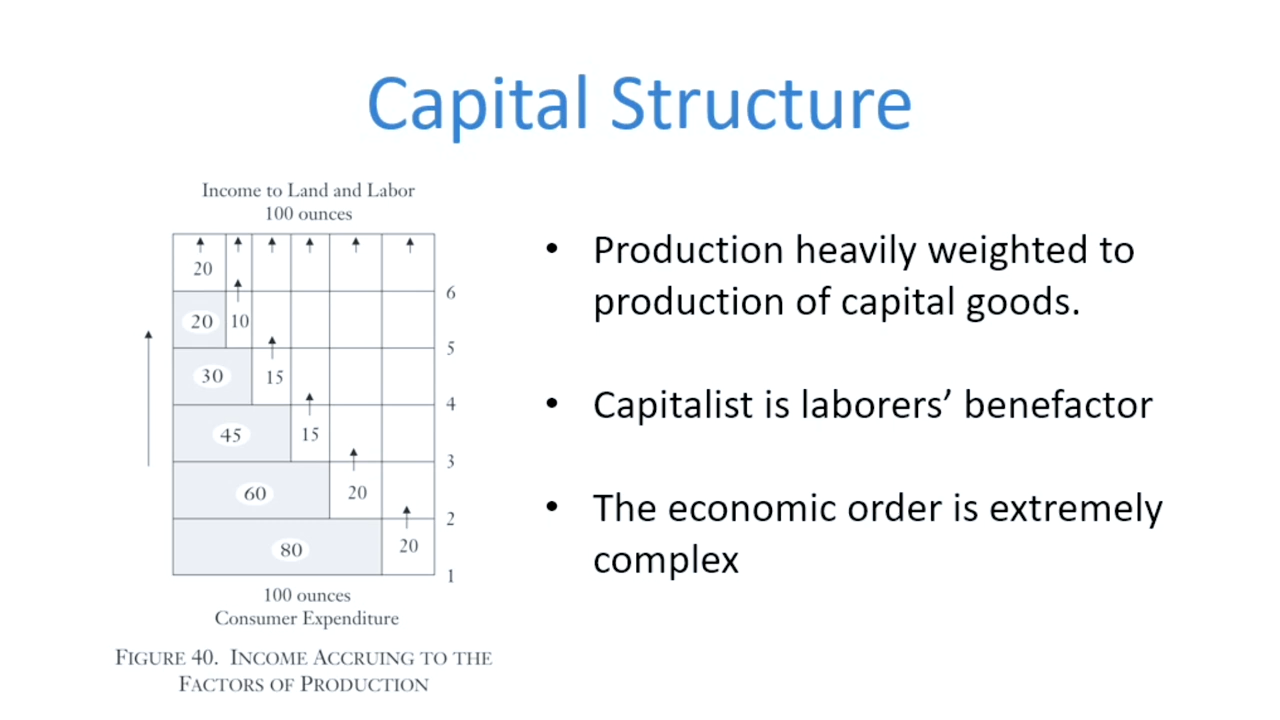 Capital Structure
Income to Land and Labor
100 ounces
20
6
20 10
5
30 15
4
45 15
3
60 20
2
80 20
1
100 ounces
Consumer Expenditure
FIGURE 40. INCOME ACCRUING TO THE
FACTORS OF PRODUCTION
• Production heavily weighted to
production of capital goods.
• Capitalist is laborers’ benefactor
• The economic order is extremely
complex